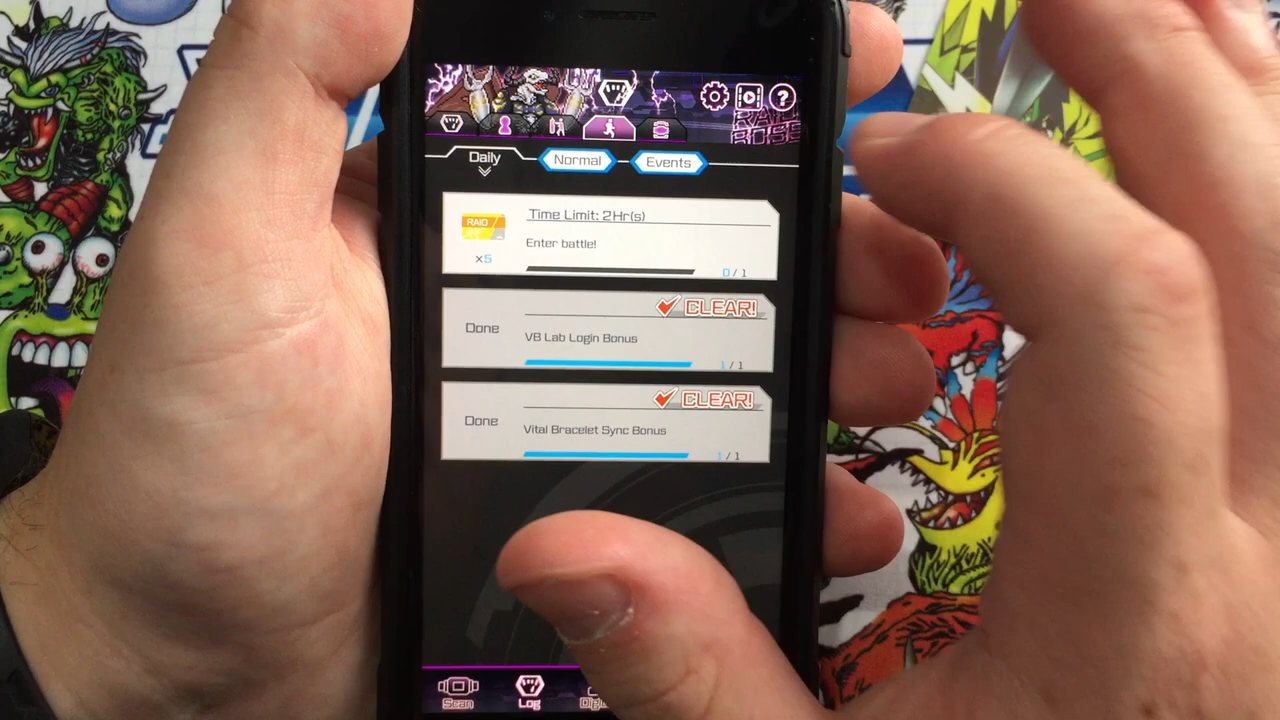 ?
RAID
BOSS
Daily
Normal
Events
RAID
Time Limit: 2Hr(s)
Enter battle!
×5
0/1
CLEAR!
Done
VB Lab Login Bonus
1/1
CLEAR!
Done
Vital Bracelet Sync Bonus
1/1
Scan
Log